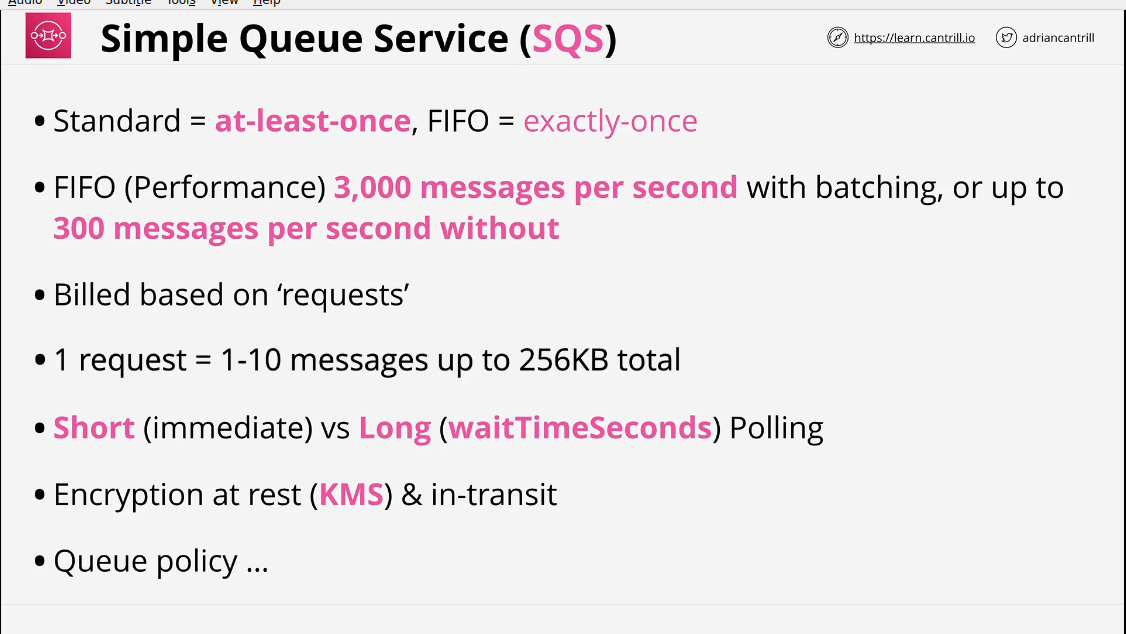 Audio Video Subtitle Tools View Help
Simple Queue Service (SQS)
https://learn.cantrill.io
adriancantrill
• Standard = at-least-once, FIFO = exactly-once
• FIFO (Performance) 3,000 messages per second with batching, or up to
300 messages per second without
• Billed based on ‘requests’
• 1 request = 1-10 messages up to 256KB total
• Short (immediate) vs Long (waitTimeSeconds) Polling
• Encryption at rest (KMS) & in-transit
• Queue policy ...